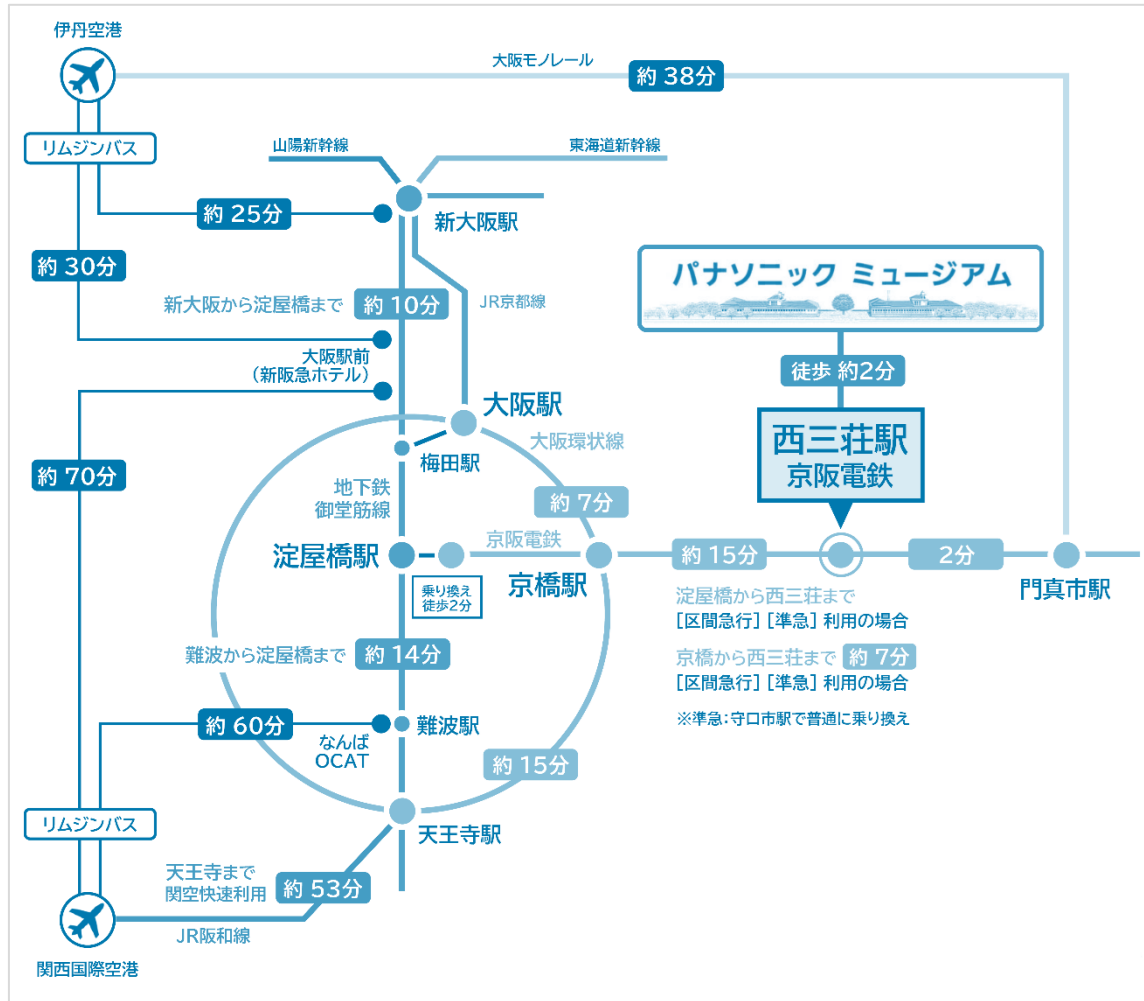 伊丹空港
大阪モノレール
約 38分
リムジンバス
山陽新幹線
東海道新幹線
約 25分
新大阪駅
約 30分
パナソニック ミュージアム
新大阪から淀屋橋まで
約 10分
JR京都線
大阪駅前
(新阪急ホテル)
徒歩 約2分
大阪駅
西三荘駅
京阪電鉄
大阪環状線
梅田駅
約 70分
地下鉄
御堂筋線
約 7分
淀屋橋駅
京阪電鉄
乗り換え
徒歩2分
京橋駅
約 15分
2分
門真市駅
淀屋橋から西三荘まで
[区間急行] [準急] 利用の場合
京橋から西三荘まで 約 7分
[区間急行] [準急] 利用の場合
※準急:守口市駅で普通に乗り換え
難波から淀屋橋まで
約 14分
約 60分
なんば
OCAT
難波駅
約 15分
リムジンバス
天王寺駅
天王寺まで
関空快速利用
約 53分
JR阪和線
関西国際空港